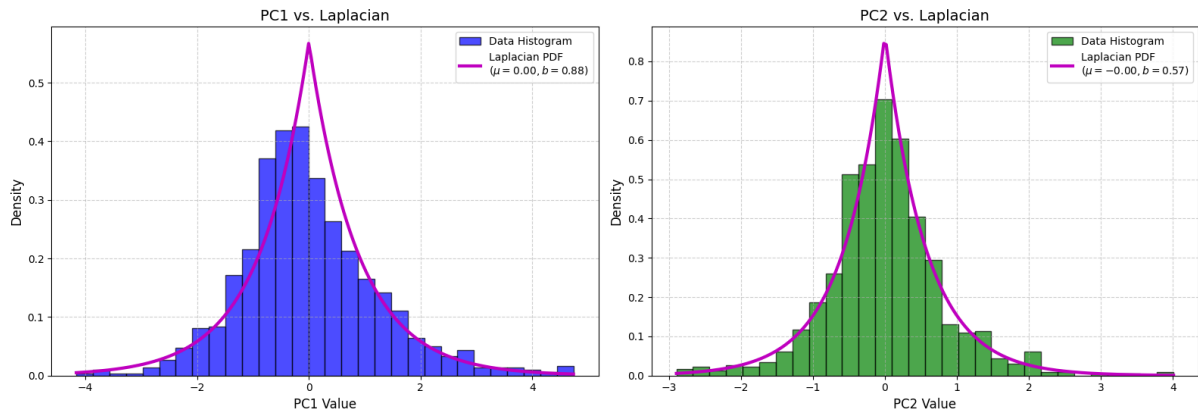 PC1 vs. Laplacian
Data Histogram
Laplacian PDF
(μ = 0.00, b = 0.88)
Density
0.5
0.4
0.3
0.2
0.1
0.0
−4
−2
0
2
4
PC1 Value
PC2 vs. Laplacian
Data Histogram
Laplacian PDF
(μ = −0.00, b = 0.57)
Density
0.8
0.7
0.6
0.5
0.4
0.3
0.2
0.1
0.0
−3
−2
−1
0
1
2
3
4
PC2 Value